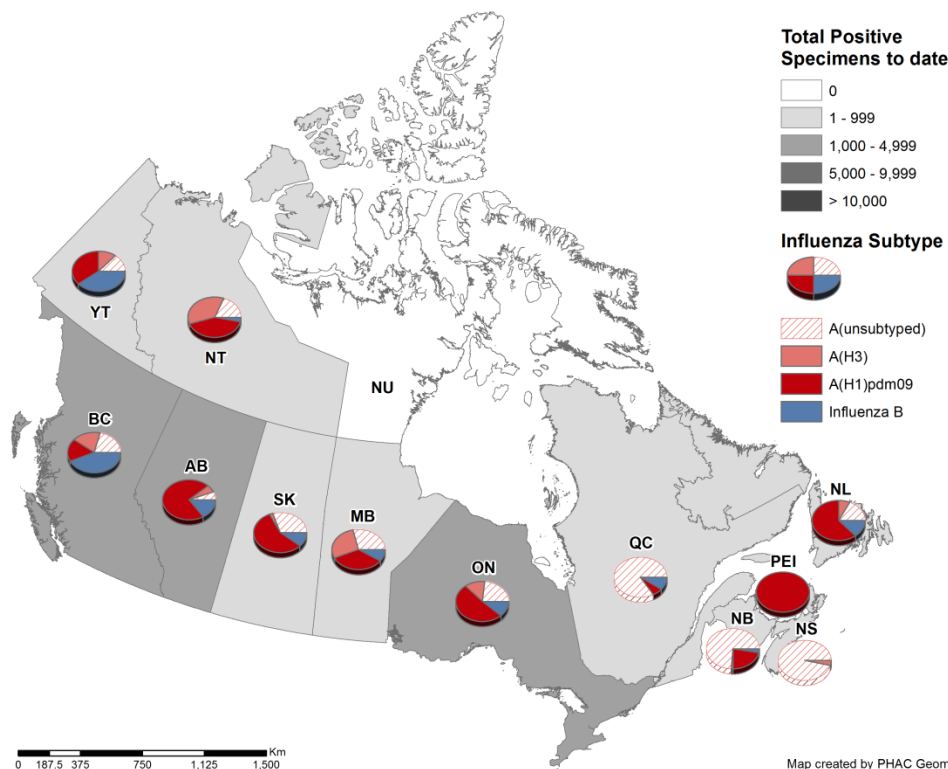 Total Positive
Specimens to date
0
1 - 999
1,000 - 4,999
5,000 - 9,999
> 10,000
Influenza Subtype
A(unsubtyped)
A(H3)
A(H1)pdm09
Influenza B
YT
NT
NU
BC
AB
SK
MB
ON
QC
NL
PEI
NB
NS
Km
0 187.5 375 750 1,125 1,500
Map created by PHAC Geom